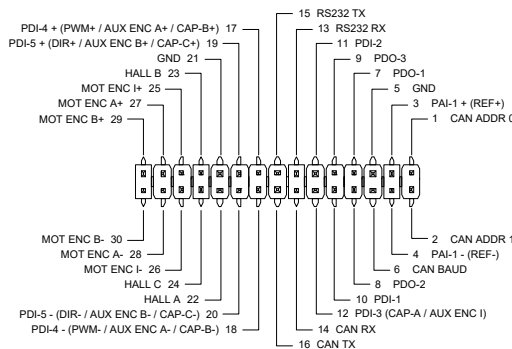 15 RS232 TX
PDI-4 + (PWM+ / AUX ENC A+ / CAP-B+) 17
13 RS232 RX
PDI-5 + (DIR+ / AUX ENC B+ / CAP-C+) 19
11 PDI-2
GND 21
9 PDO-3
HALL B 23
7 PDO-1
MOT ENC I+ 25
5 GND
MOT ENC A+ 27
3 PAI-1 + (REF+)
MOT ENC B+ 29
1 CAN ADDR 0
MOT ENC B- 30
2 CAN ADDR 1
MOT ENC A- 28
4 PAI-1 - (REF-)
MOT ENC I- 26
6 CAN BAUD
HALL C 24
8 PDO-2
HALL A 22
10 PDI-1
PDI-5 - (DIR- / AUX ENC B- / CAP-C-) 20
12 PDI-3 (CAP-A / AUX ENC I)
PDI-4 - (PWM- / AUX ENC A- / CAP-B-) 18
14 CAN RX
16 CAN TX